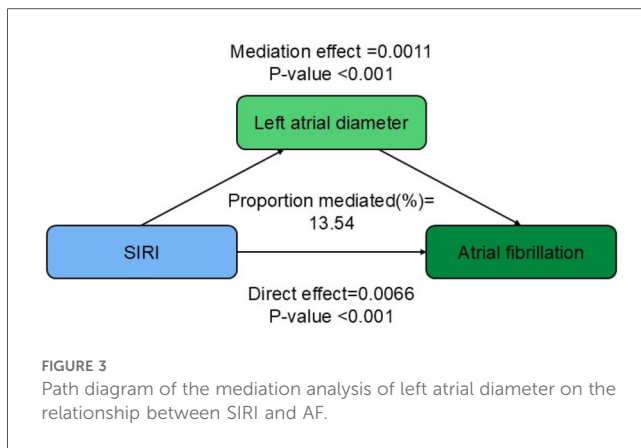 Mediation effect =0.0011
P-value <0.001
Left atrial diameter
Proportion mediated(%)=
13.54
SIRI
Atrial fibrillation
Direct effect=0.0066
P-value <0.001
FIGURE 3
Path diagram of the mediation analysis of left atrial diameter on the
relationship between SIRI and AF.